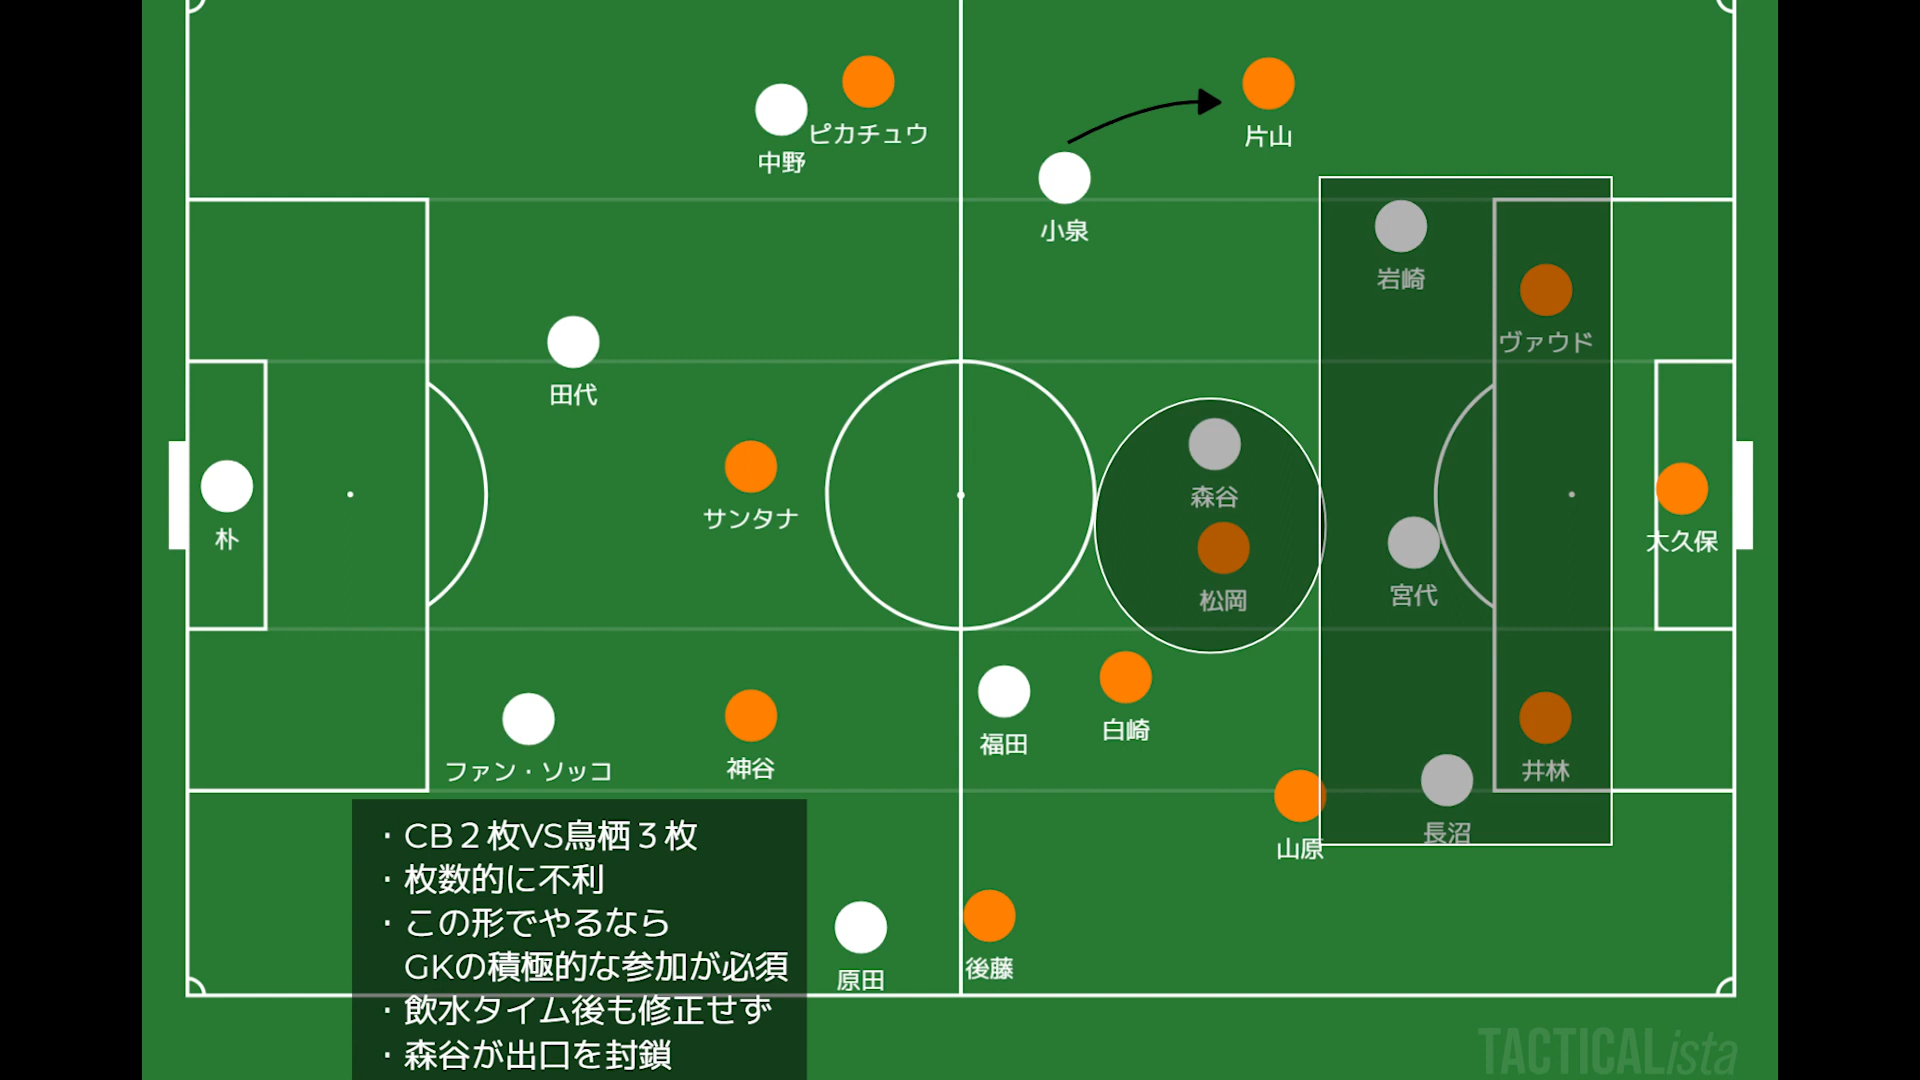 ピカチュウ
中野
片山
小泉
岩崎
ヴァウド
田代
森谷
サンタナ
朴
大久保
松岡
宮代
白崎
福田
神谷
ファン・ソッコ
井林
長沼
山原
後藤
原田
・CB２枚VS鳥栖３枚
・枚数的に不利
・この形でやるなら
GKの積極的な参加が必須
・飲水タイム後も修正せず
・森谷が出口を封鎖
TACTICALista